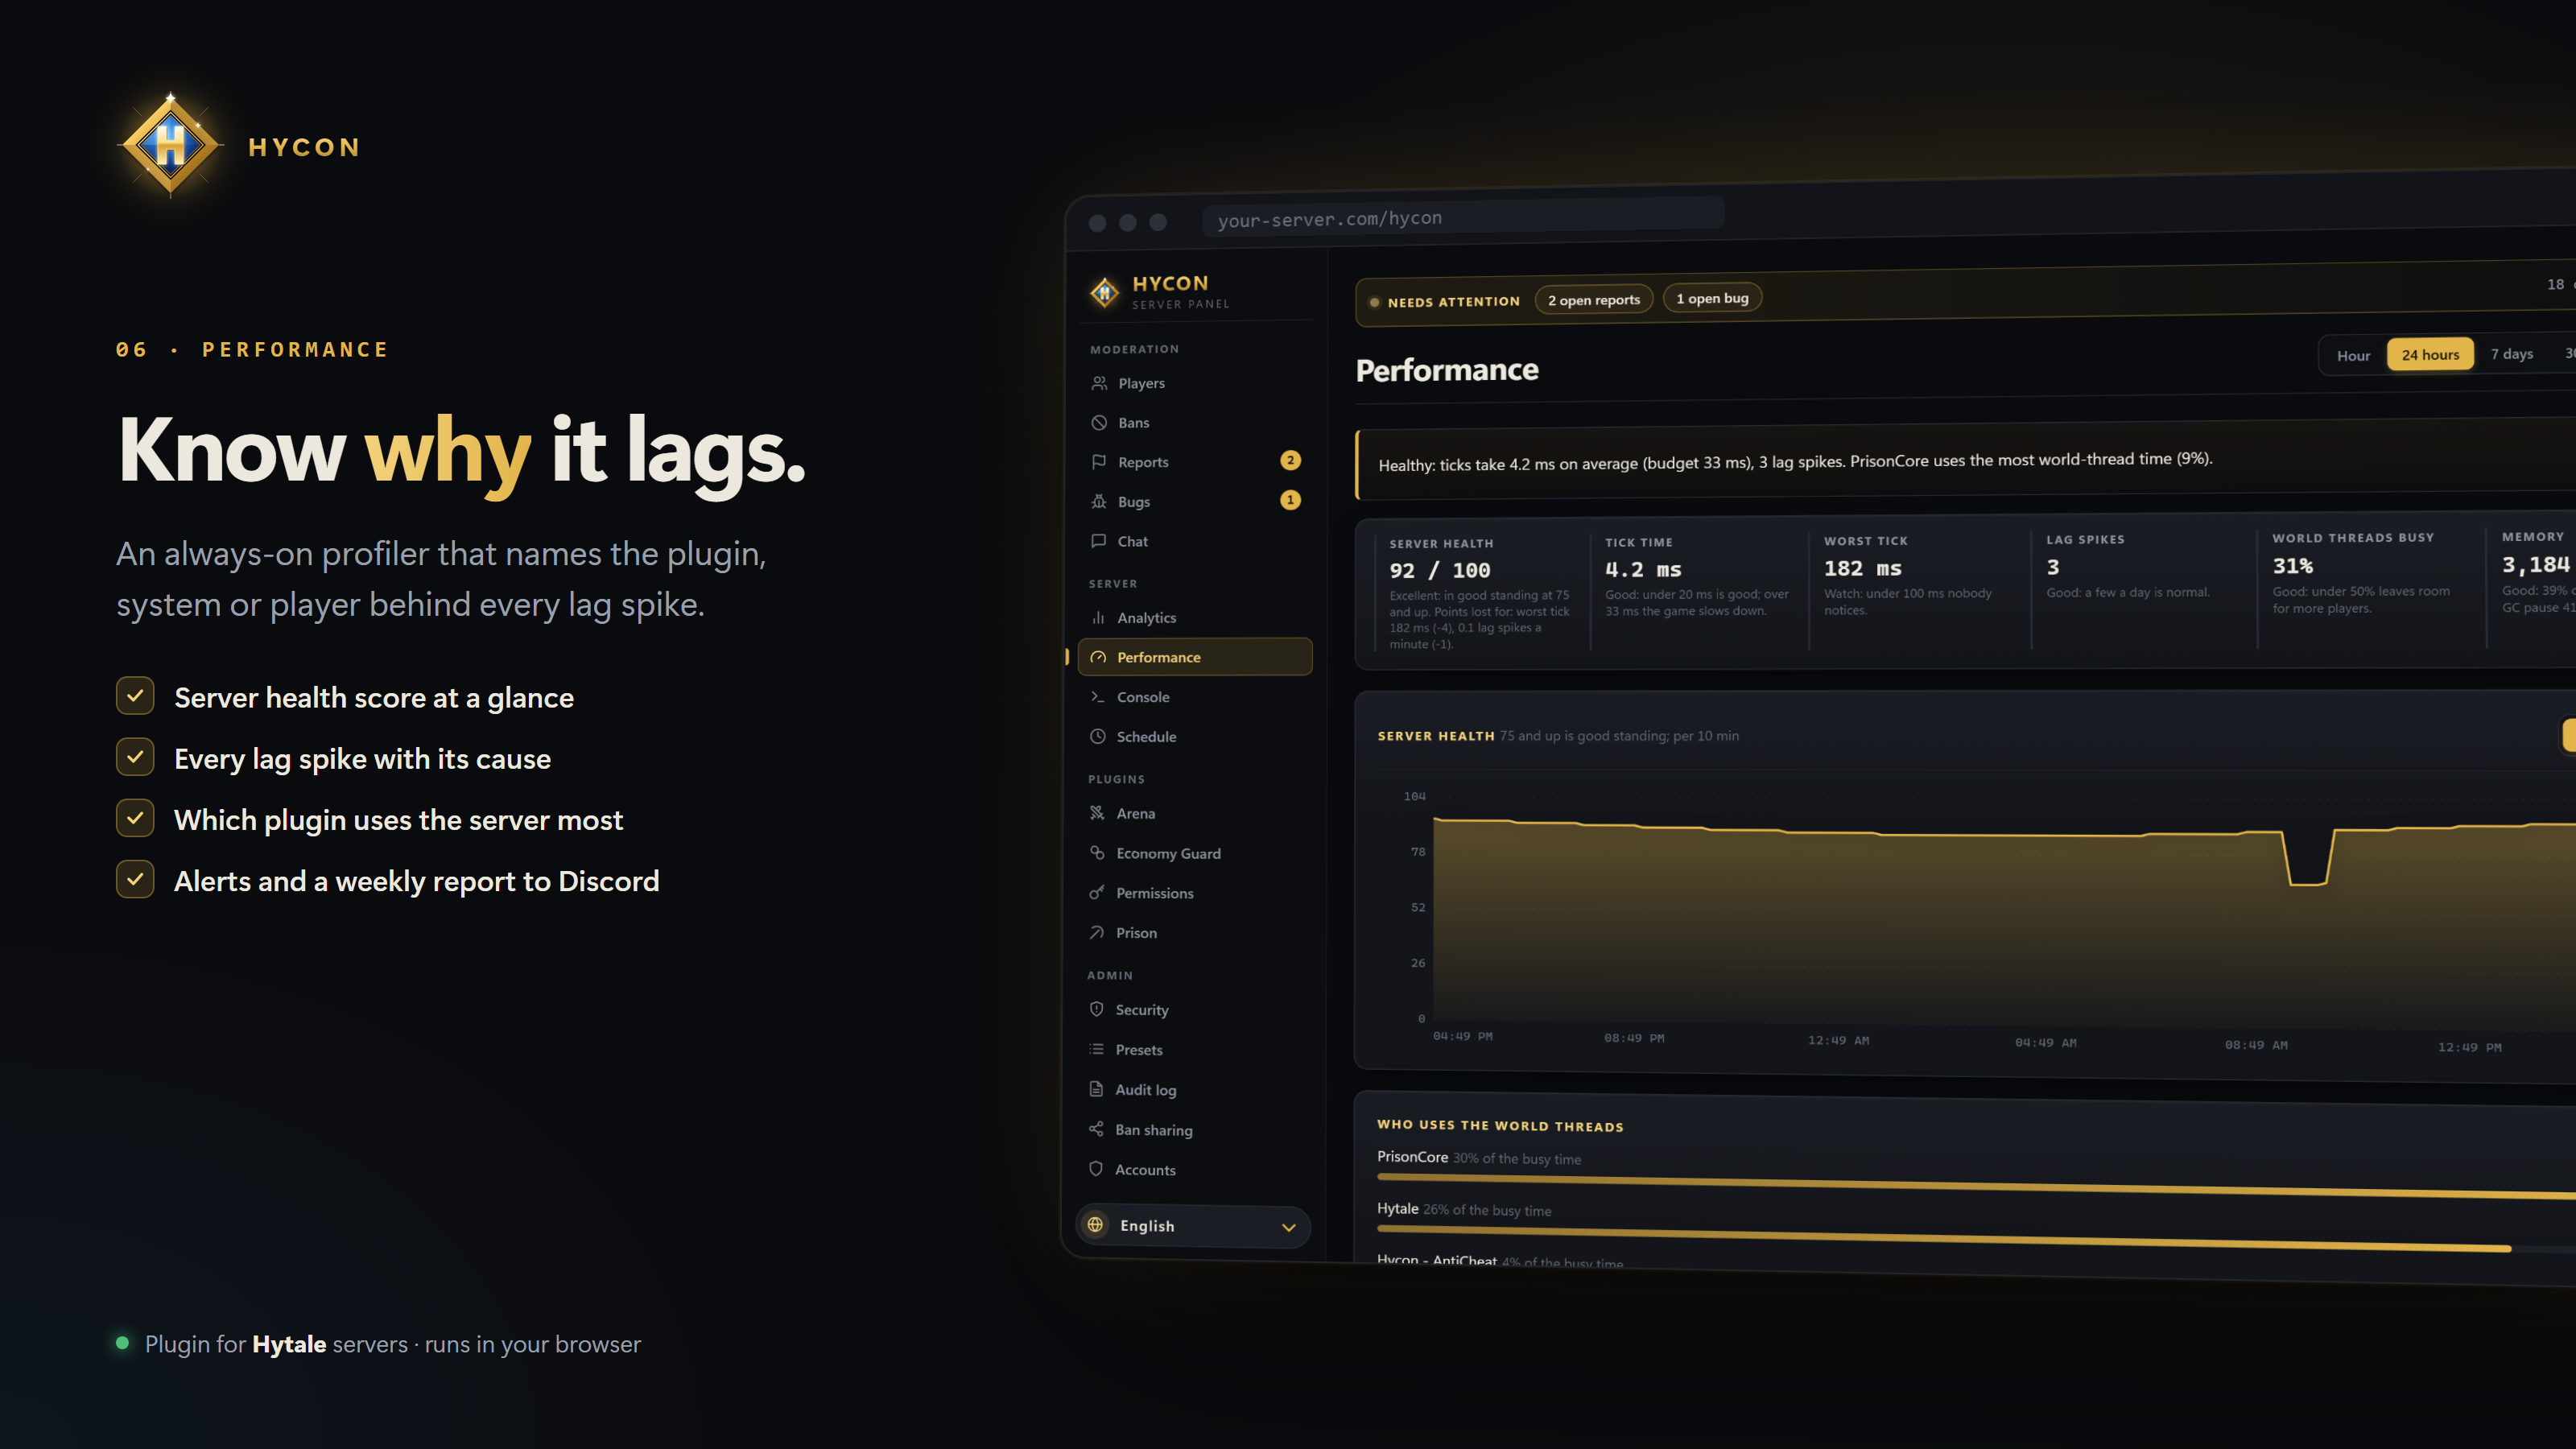 HYCON
06 · PERFORMANCE
Know why it lags.
An always-on profiler that names the plugin,
system or player behind every lag spike.
Server health score at a glance
Every lag spike with its cause
Which plugin uses the server most
Alerts and a weekly report to Discord
Plugin for Hytale servers · runs in your browser
your-server.com/hycon
HYCON
SERVER PANEL
MODERATION
Players
Bans
Reports 2
Bugs 1
Chat
SERVER
Analytics
Performance
Console
Schedule
PLUGINS
Arena
Economy Guard
Permissions
Prison
ADMIN
Security
Presets
Audit log
Ban sharing
Accounts
English
NEEDS ATTENTION 2 open reports 1 open bug 18
Performance
Hour 24 hours 7 days
Healthy: ticks take 4.2 ms on average (budget 33 ms), 3 lag spikes. PrisonCore uses the most world-thread time (9%).
SERVER HEALTH
92 / 100
Excellent: in good standing at 75
and up. Points lost for: worst tick
182 ms (-4), 0.1 lag spikes a
minute (-1).
TICK TIME
4.2 ms
Good: under 20 ms is good; over
33 ms the game slows down.
WORST TICK
182 ms
Watch: under 100 ms nobody
notices.
LAG SPIKES
3
Good: a few a day is normal.
WORLD THREADS BUSY
31%
Good: under 50% leaves room
for more players.
MEMORY
3,184
Good: 39%
GC pause 41
SERVER HEALTH 75 and up is good standing; per 10 min
104
78
52
26
0
04:49 PM 08:49 PM 12:49 AM 04:49 AM 08:49 AM 12:49 PM
WHO USES THE WORLD THREADS
PrisonCore 30% of the busy time
Hytale 26% of the busy time
Hycon - AntiCheat 4% of the busy time